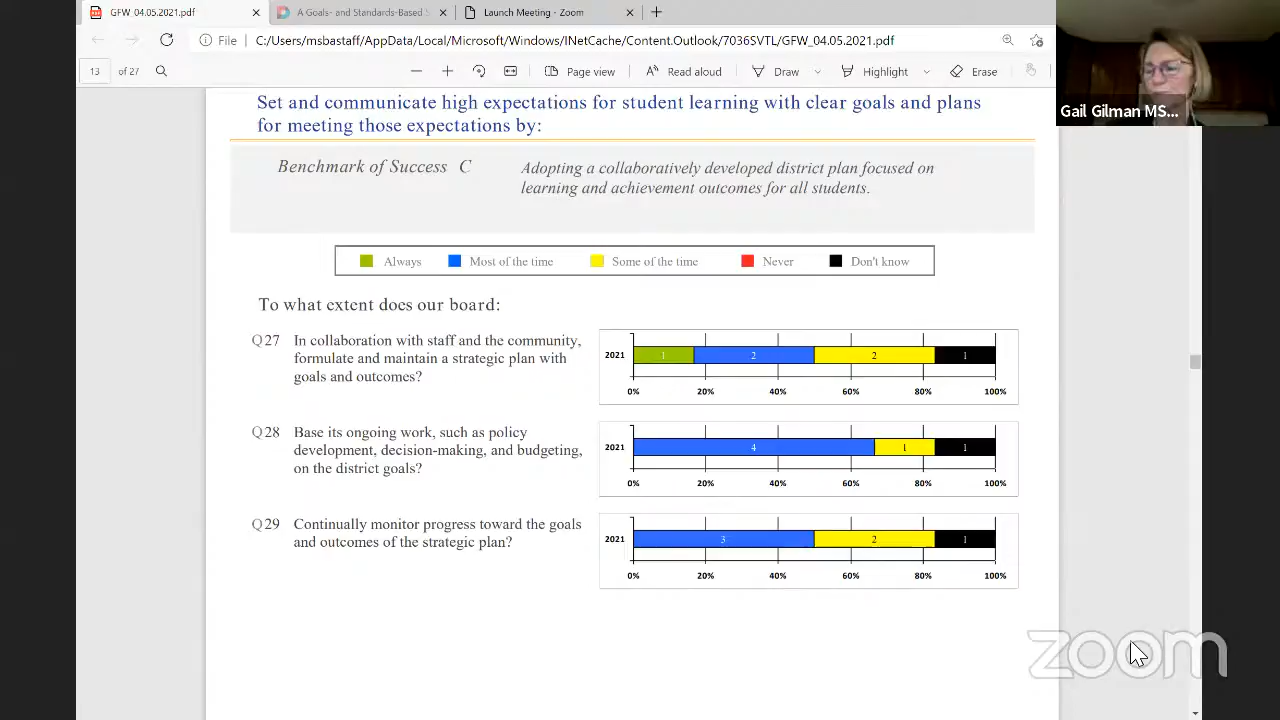 GFW_04.05.2021.pdf
A Goals- and Standards-Based S
Launch Meeting - Zoom
File
C:/Users/msbastaff/AppData/Local/Microsoft/Windows/INetCache/Content.Outlook/7036SVTL/GFW_04.05.2021.pdf
13 of 27
Page view
Read aloud
Draw
Highlight
Erase
Gail Gilman MS...
Set and communicate high expectations for student learning with clear goals and plans
for meeting those expectations by:
Benchmark of Success C
Adopting a collaboratively developed district plan focused on
learning and achievement outcomes for all students.
Always Most of the time Some of the time Never Don't know
To what extent does our board:
Q27 In collaboration with staff and the community,
formulate and maintain a strategic plan with
goals and outcomes?
2021 1 2 2 1
0% 20% 40% 60% 80% 100%
Q28 Base its ongoing work, such as policy
development, decision-making, and budgeting,
on the district goals?
2021 4 1 1
0% 20% 40% 60% 80% 100%
Q29 Continually monitor progress toward the goals
and outcomes of the strategic plan?
2021 3 2 1
0% 20% 40% 60% 80% 100%
zoom